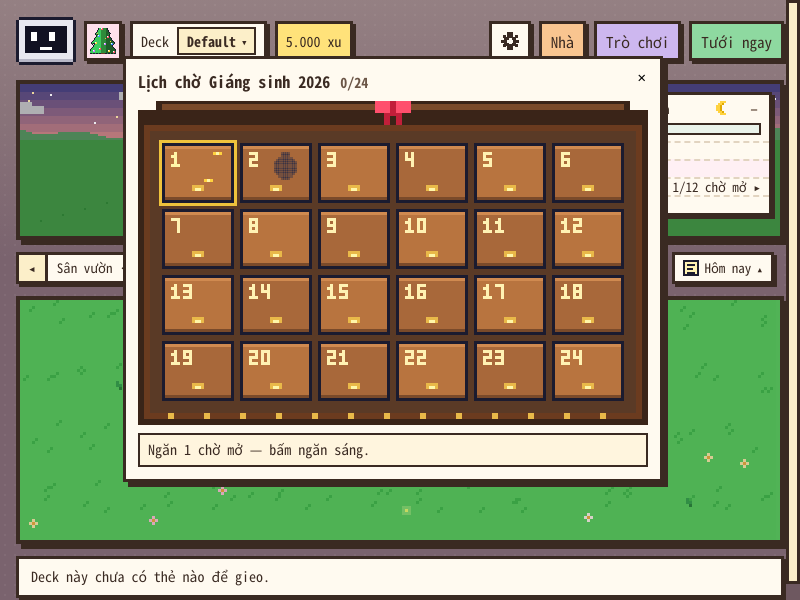 Deck Default ▾
5.000 xu
Nhà
Trò chơi
Tưới ngay
Lịch chờ Giáng sinh 2026 0/24
×
1 2 3 4 5 6
7 8 9 10 11 12
13 14 15 16 17 18
19 20 21 22 23 24
Ngăn 1 chờ mở — bấm ngăn sáng.
1/12 chờ mở ▸
◂ Sân vườn
Hôm nay ▴
Deck này chưa có thẻ nào để gieo.